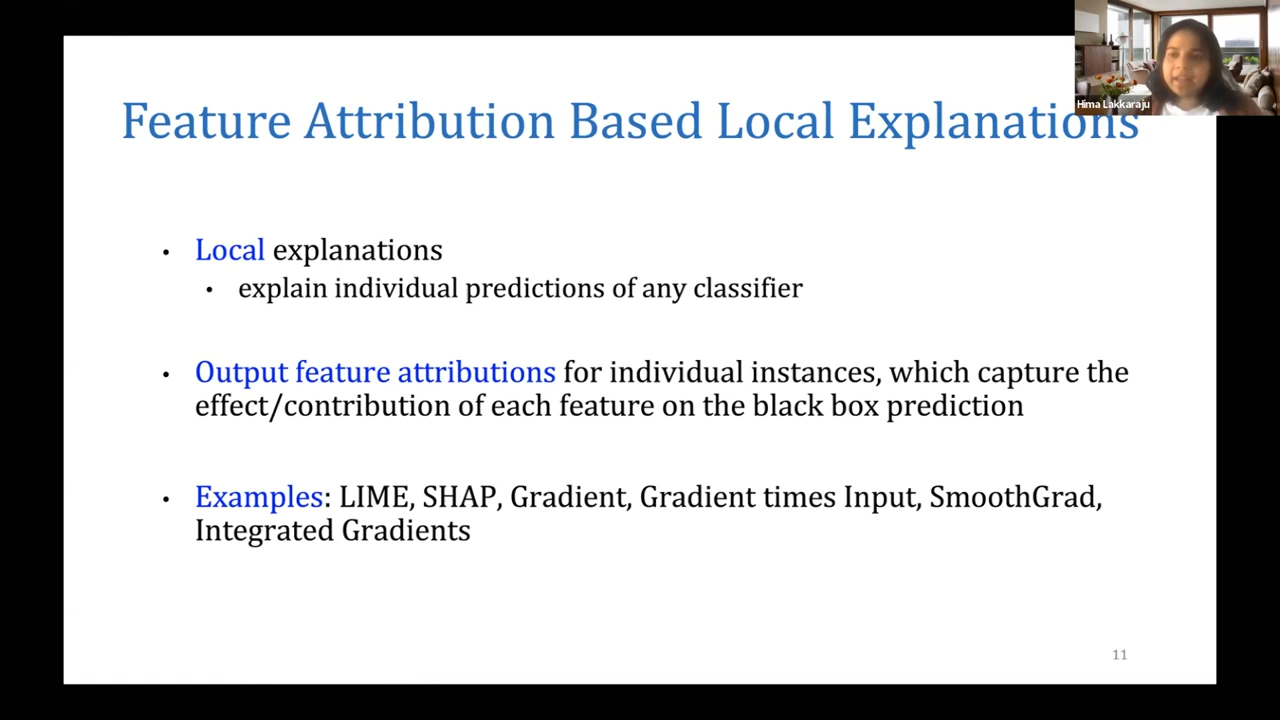 Hima Lakkaraju
Feature Attribution Based Local Explanations
• Local explanations
• explain individual predictions of any classifier
• Output feature attributions for individual instances, which capture the
effect/contribution of each feature on the black box prediction
• Examples: LIME, SHAP, Gradient, Gradient times Input, SmoothGrad,
Integrated Gradients
11